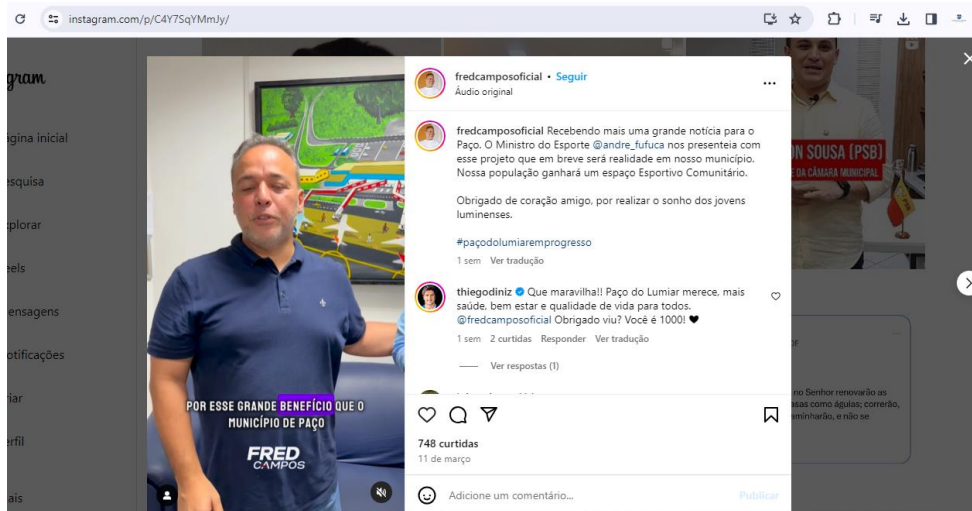 instagram.com/p/C4Y7SqYMmJy/
gram
ágina inicial
esquisa
xplorar
eels
ensagens
otificações
riar
erfil
ais
POR ESSE GRANDE BENEFÍCIO QUE O
MUNICÍPIO DE PAÇO
FRED
CAMPOS
fredcamposoficial • Seguir
Áudio original
fredcamposoficial Recebendo mais uma grande notícia para o
Paço. O Ministro do Esporte @andre_fufuca nos presenteia com
esse projeto que em breve será realidade em nosso município.
Nossa população ganhará um espaço Esportivo Comunitário.
Obrigado de coração amigo, por realizar o sonho dos jovens
luminenses.
#paçodolumiaremprogresso
1 sem Ver tradução
thiegodiniz Que maravilha!! Paço do Lumiar merece, mais
saúde, bem estar e qualidade de vida para todos.
@fredcamposoficial Obrigado viu? Você é 1000! 🖤
1 sem 2 curtidas Responder Ver tradução
Ver respostas (1)
748 curtidas
11 de março
Adicione um comentário...
Publicar
ON SOUSA (PSB)
E DA CÂMARA MUNICIPAL
PSB
no Senhor renovarão as
asas como águias; correrão,
aminharão, e não se